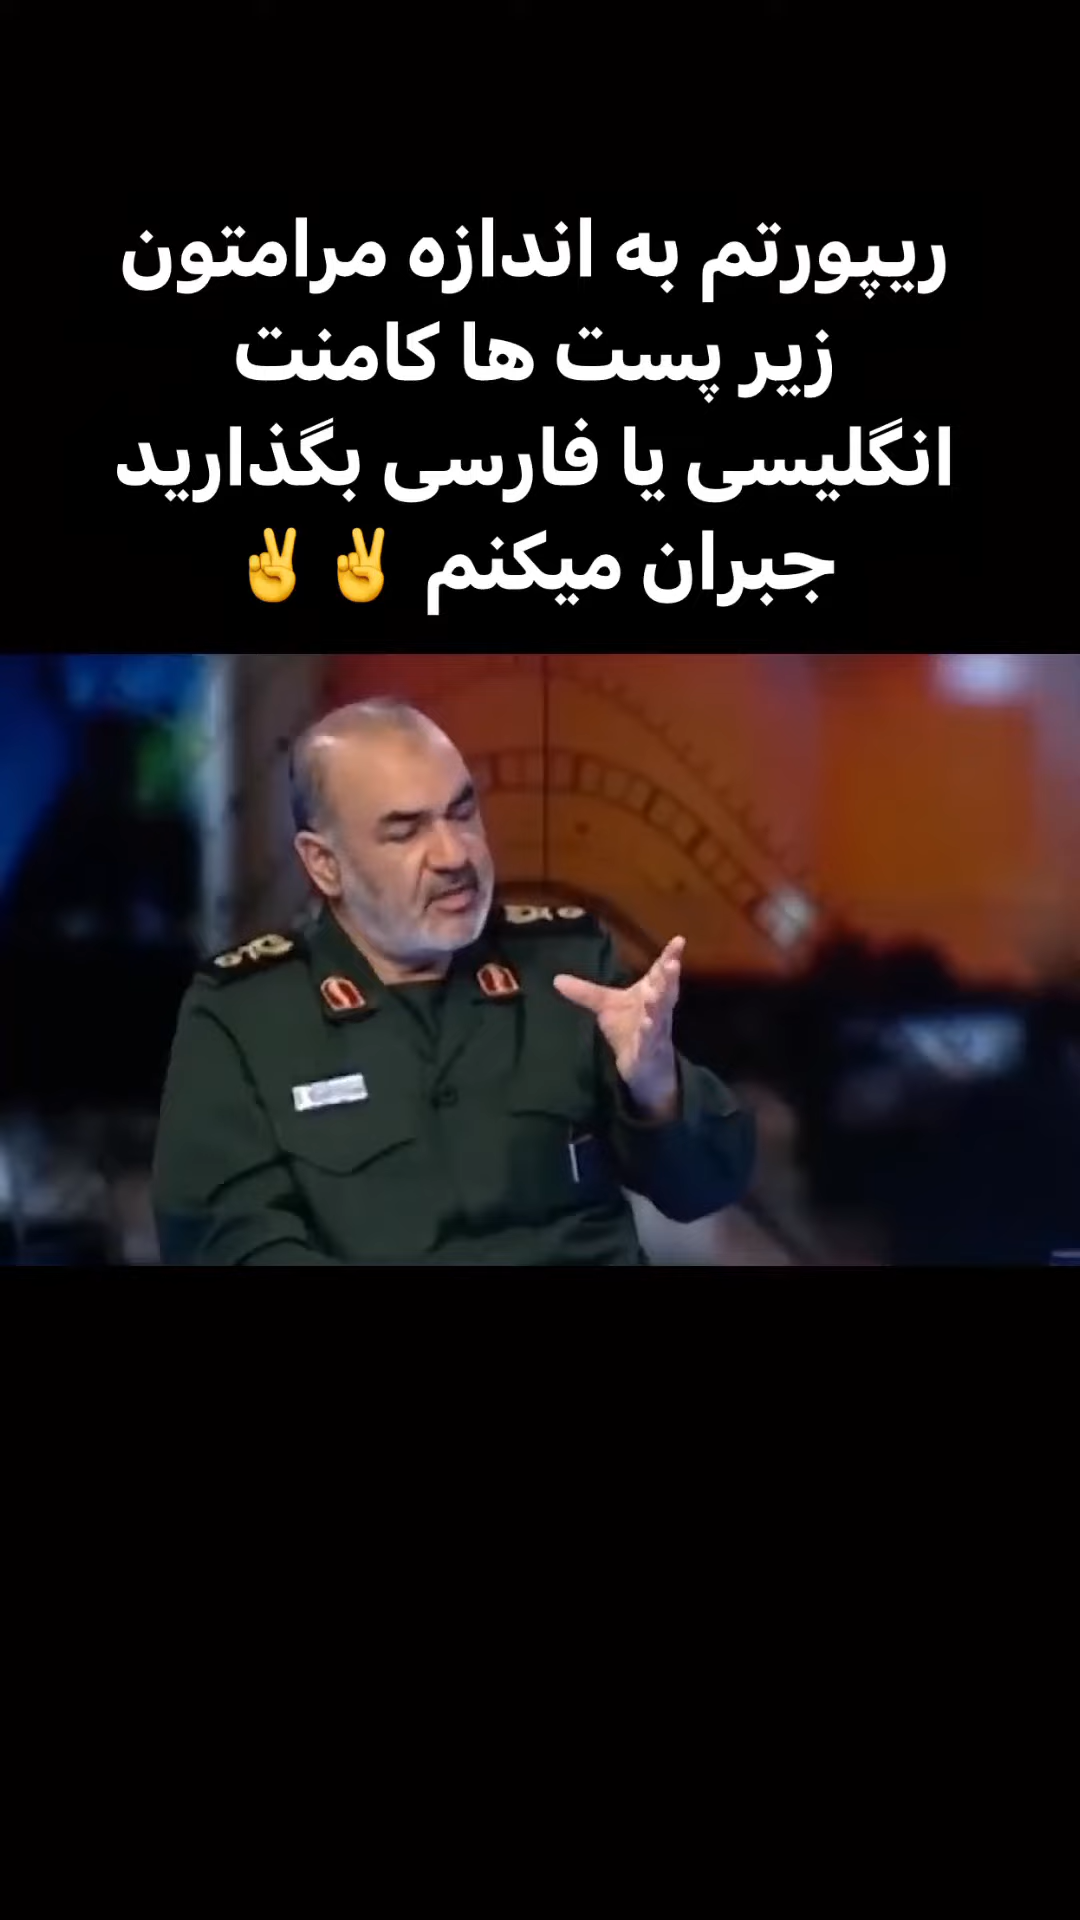 ریپورتم به اندازه مرامتون
زیر پست ها کامنت
انگلیسی یا فارسی بگذارید
جبران میکنم ✌️✌️